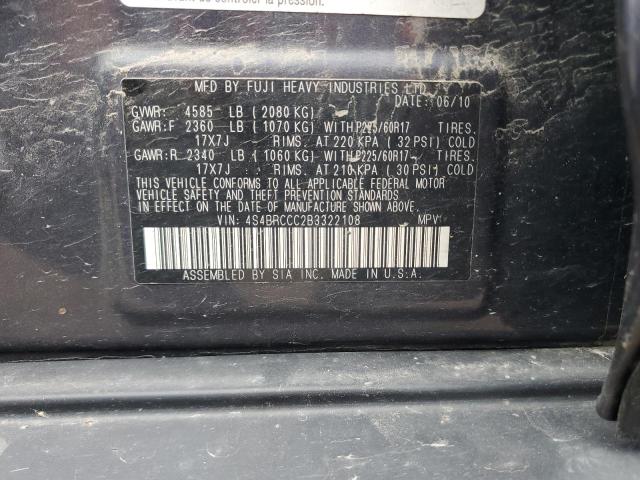 contrôler la pression.
MFD BY FUJI HEAVY INDUSTRIES LTD.
DATE: 06/10
GVWR: 4585 LB (2080 KG)
GAWR:F 2360 LB (1070 KG) WITH P225/60R17 TIRES.
17X7J RIMS. AT 220 KPA (32 PSI) COLD
GAWR:R 2340 LB (1060 KG) WITH P225/60R17 TIRES.
17X7J RIMS. AT 210 KPA (30 PSI) COLD
THIS VEHICLE CONFORMS TO ALL APPLICABLE FEDERAL MOTOR
VEHICLE SAFETY AND THEFT PREVENTION STANDARDS
IN EFFECT ON THE DATE OF MANUFACTURE SHOWN ABOVE.
VIN: 4S4BRCCC2B3322108 MPV
ASSEMBLED BY SIA INC. MADE IN U.S.A.